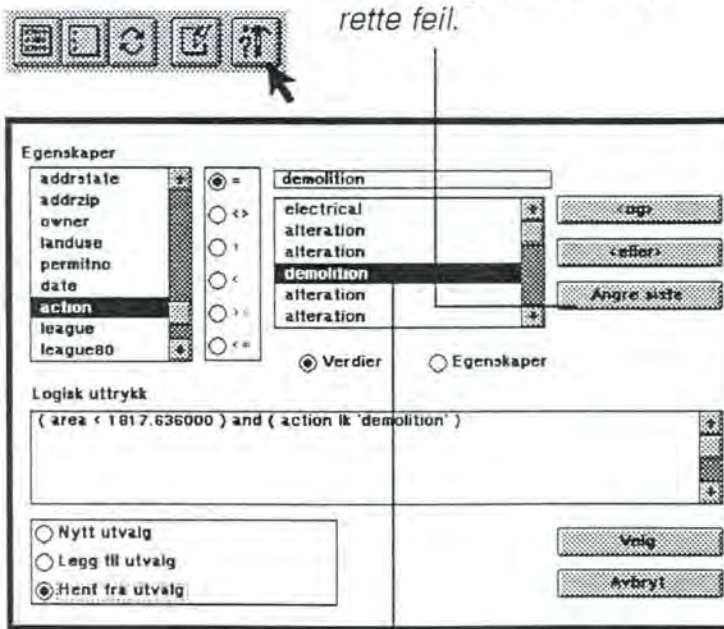 rette feil.
Egenskaper
addrstate
addrzip
owner
landuse
permitno
date
action
league
league80
=
<>
>
<
>=
<=
demolition
electrical
alteration
alteration
demolition
alteration
alteration
<og>
<eller>
Angre siste
Verdier
Egenskaper
Logisk uttrykk
( area < 1817.636000 ) and ( action lk 'demolition' )
Nytt utvalg
Legg til utvalg
Hent fra utvalg
Velg
Avbryt